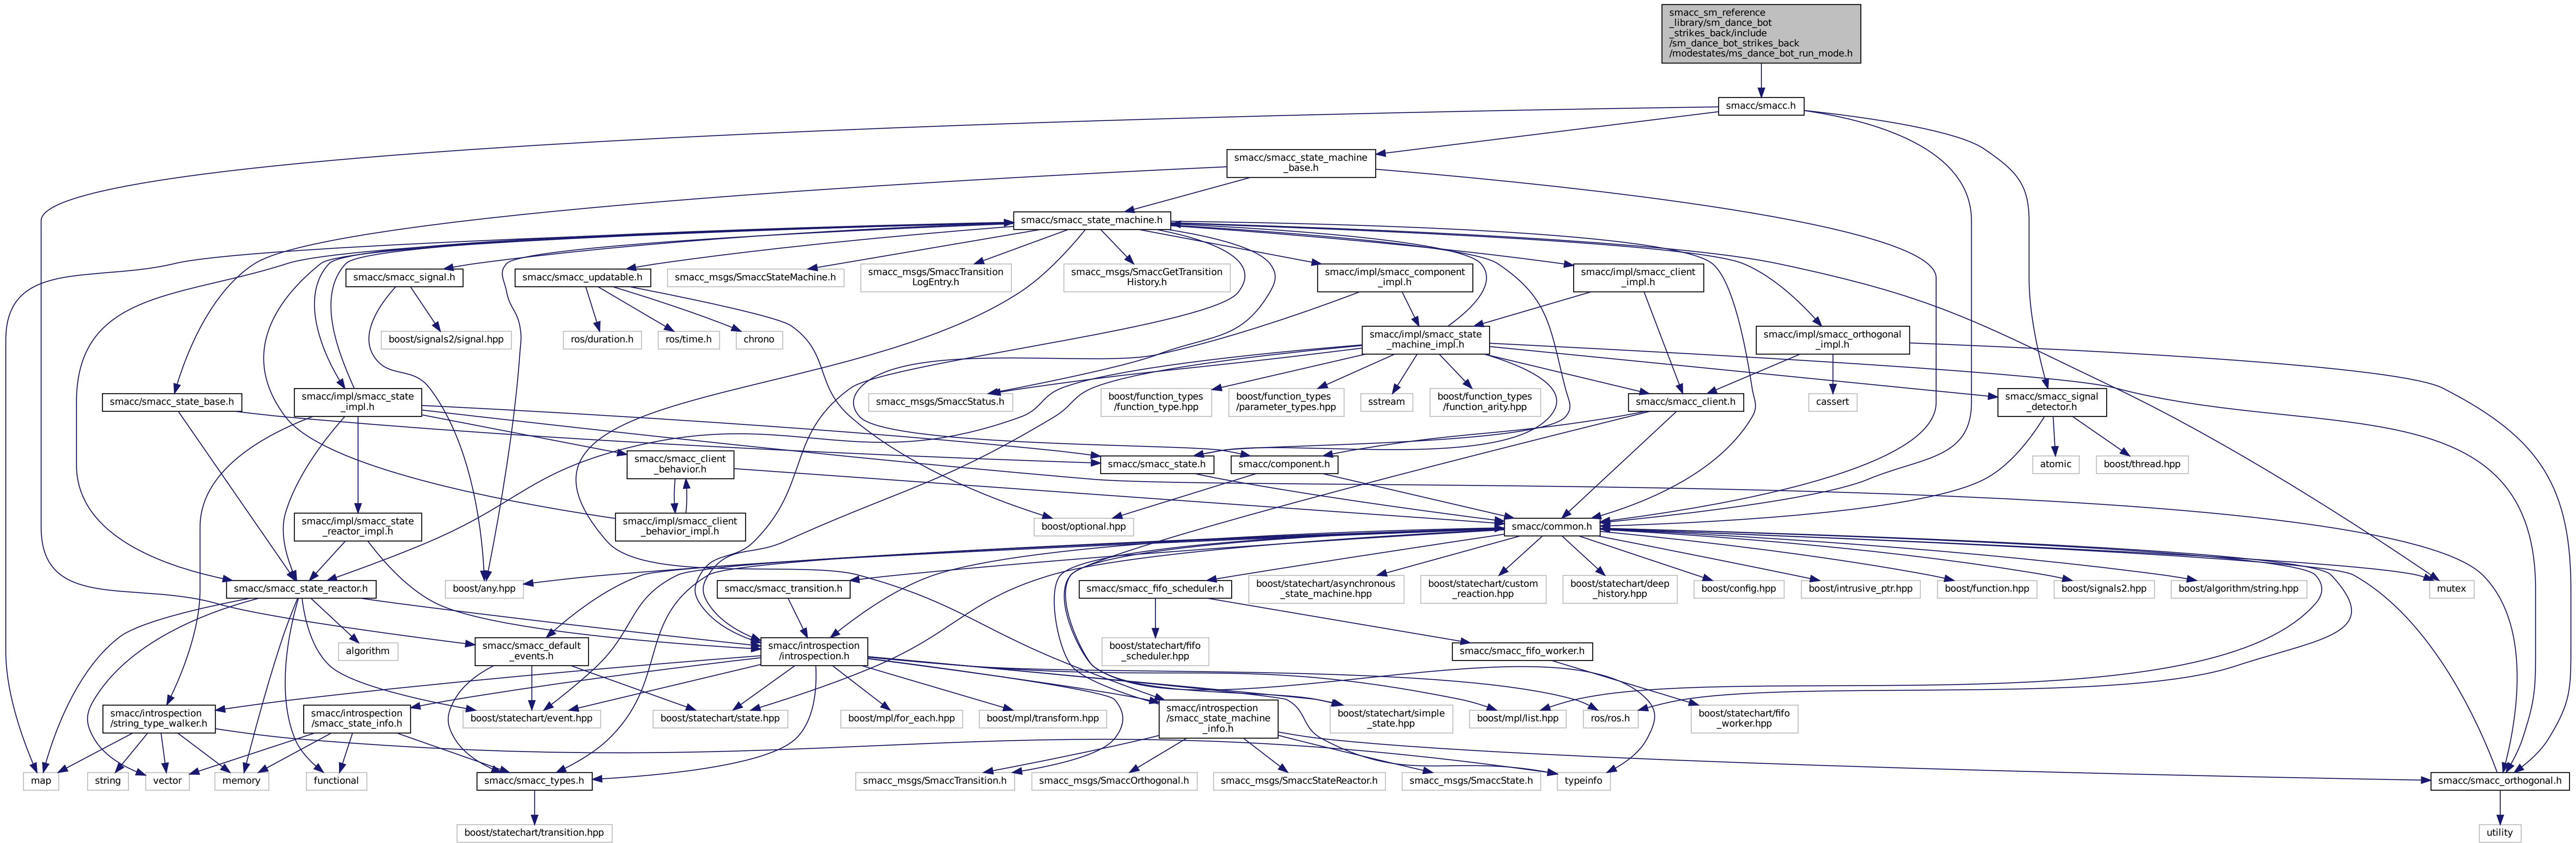 smacc_sm_reference
_library/sm_dance_bot
_strikes_back/include
/sm_dance_bot_strikes_back
/modestates/ms_dance_bot_run_mode.h
smacc/smacc.h
smacc/smacc_state_machine
_base.h
smacc/smacc_state_machine.h
smacc/smacc_signal.h
smacc/smacc_updatable.h
smacc_msgs/SmaccStateMachine.h
smacc_msgs/SmaccTransition
LogEntry.h
smacc_msgs/SmaccGetTransition
History.h
smacc/impl/smacc_component
_impl.h
smacc/impl/smacc_client
_impl.h
boost/signals2/signal.hpp
ros/duration.h
ros/time.h
chrono
smacc/impl/smacc_state
_machine_impl.h
smacc/impl/smacc_orthogonal
_impl.h
smacc/smacc_state_base.h
smacc/impl/smacc_state
_impl.h
smacc_msgs/SmaccStatus.h
boost/function_types
/function_type.hpp
boost/function_types
/parameter_types.hpp
sstream
boost/function_types
/function_arity.hpp
smacc/smacc_client.h
cassert
smacc/smacc_signal
_detector.h
smacc/smacc_client
_behavior.h
smacc/smacc_state.h
smacc/component.h
atomic
boost/thread.hpp
smacc/impl/smacc_state
_reactor_impl.h
smacc/impl/smacc_client
_behavior_impl.h
boost/optional.hpp
smacc/common.h
smacc/smacc_state_reactor.h
boost/any.hpp
smacc/smacc_transition.h
smacc/smacc_fifo_scheduler.h
boost/statechart/asynchronous
_state_machine.hpp
boost/statechart/custom
_reaction.hpp
boost/statechart/deep
_history.hpp
boost/config.hpp
boost/intrusive_ptr.hpp
boost/function.hpp
boost/signals2.hpp
boost/algorithm/string.hpp
mutex
algorithm
smacc/smacc_default
_events.h
smacc/introspection
/introspection.h
boost/statechart/fifo
_scheduler.hpp
smacc/smacc_fifo_worker.h
smacc/introspection
/string_type_walker.h
smacc/introspection
/smacc_state_info.h
boost/statechart/event.hpp
boost/statechart/state.hpp
boost/mpl/for_each.hpp
boost/mpl/transform.hpp
smacc/introspection
/smacc_state_machine
_info.h
boost/statechart/simple
_state.hpp
boost/mpl/list.hpp
ros/ros.h
boost/statechart/fifo
_worker.hpp
map
string
vector
memory
functional
smacc/smacc_types.h
smacc_msgs/SmaccTransition.h
smacc_msgs/SmaccOrthogonal.h
smacc_msgs/SmaccStateReactor.h
smacc_msgs/SmaccState.h
typeinfo
smacc/smacc_orthogonal.h
boost/statechart/transition.hpp
utility